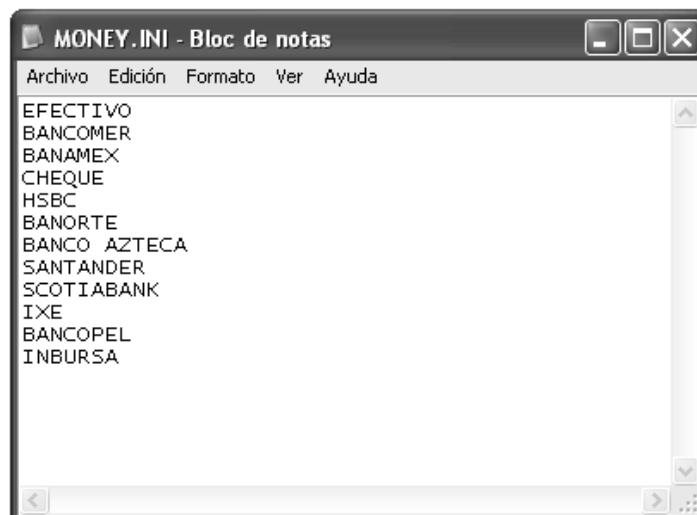 MONEY.INI - Bloc de notas
Archivo Edición Formato Ver Ayuda
EFECTIVO
BANCOMER
BANAMEX
CHEQUE
HSBC
BANORTE
BANCO AZTECA
SANTANDER
SCOTIABANK
IXE
BANCOPEL
INBURSA